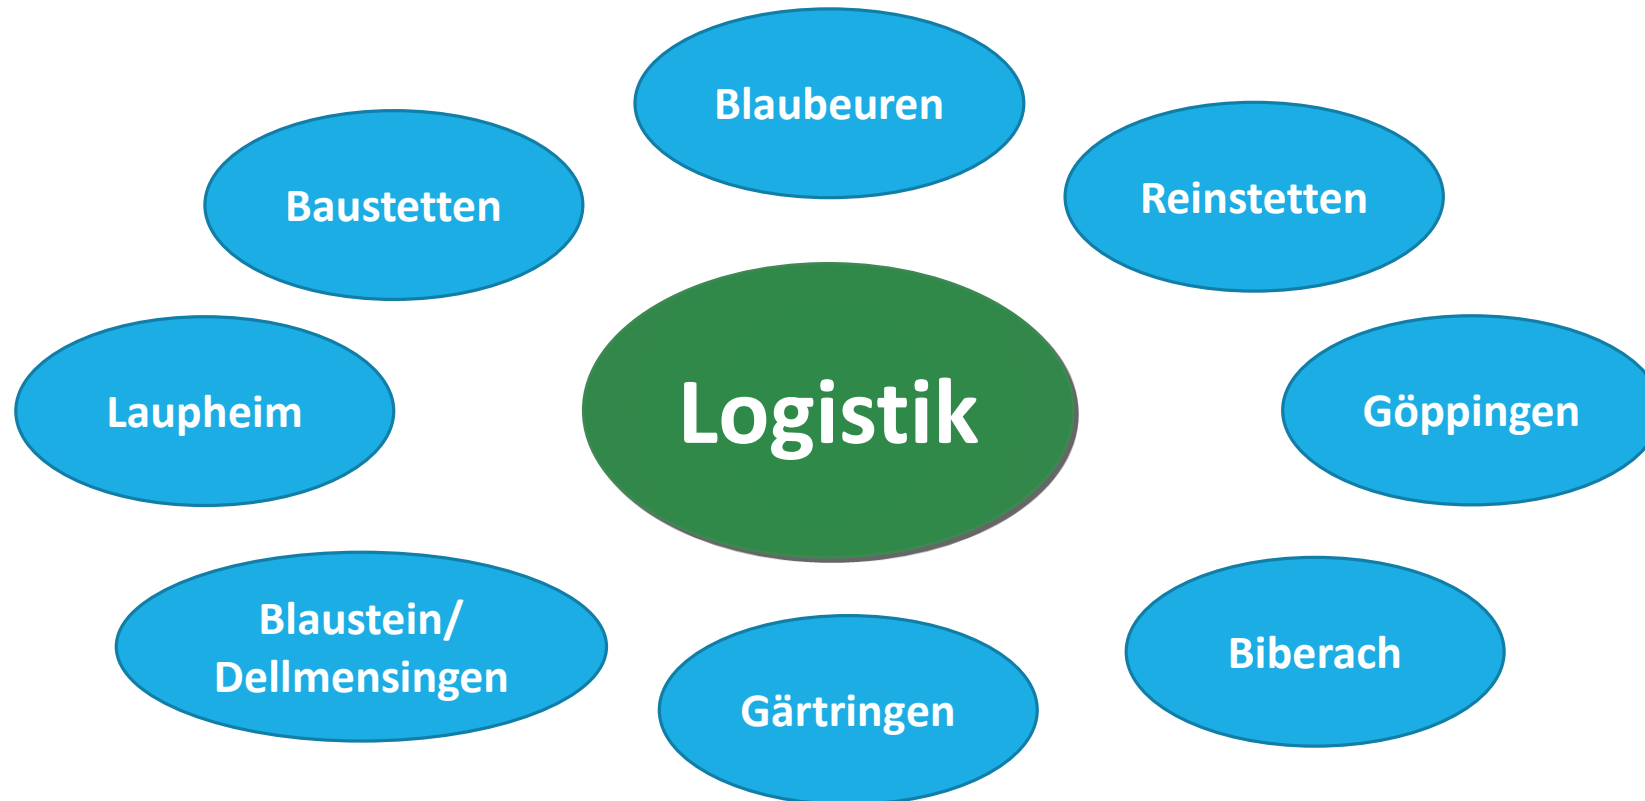 Blaubeuren
Baustetten
Reinstetten
Logistik
Laupheim
Göppingen
Blaustein/
Dellmensingen
Gärtringen
Biberach